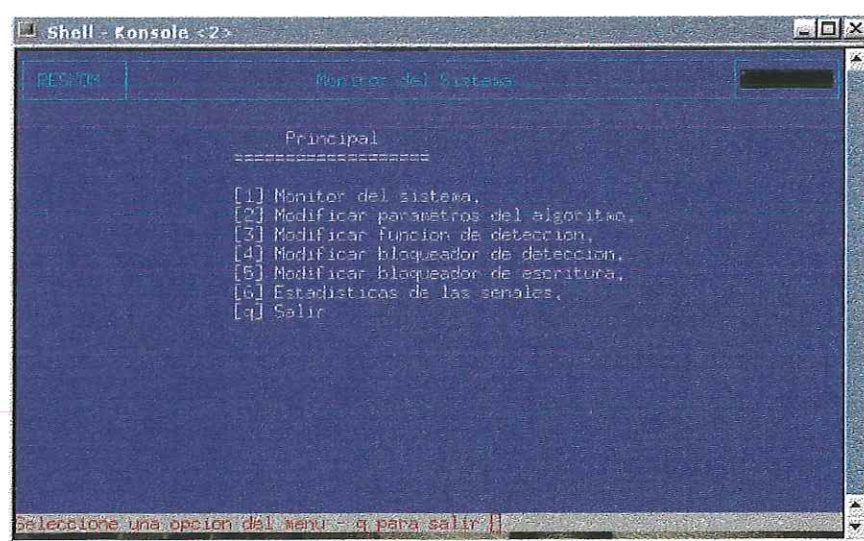 Shell - Konsole <2>
RESNOM Monitor del Sistema
Principal
====================
[1] Monitor del sistema.
[2] Modificar parametros del algoritmo.
[3] Modificar funcion de deteccion.
[4] Modificar bloqueador de deteccion.
[5] Modificar bloqueador de escritura.
[6] Estadisticas de las senales.
[q] Salir
Seleccione una opcion del menu - q para salir []